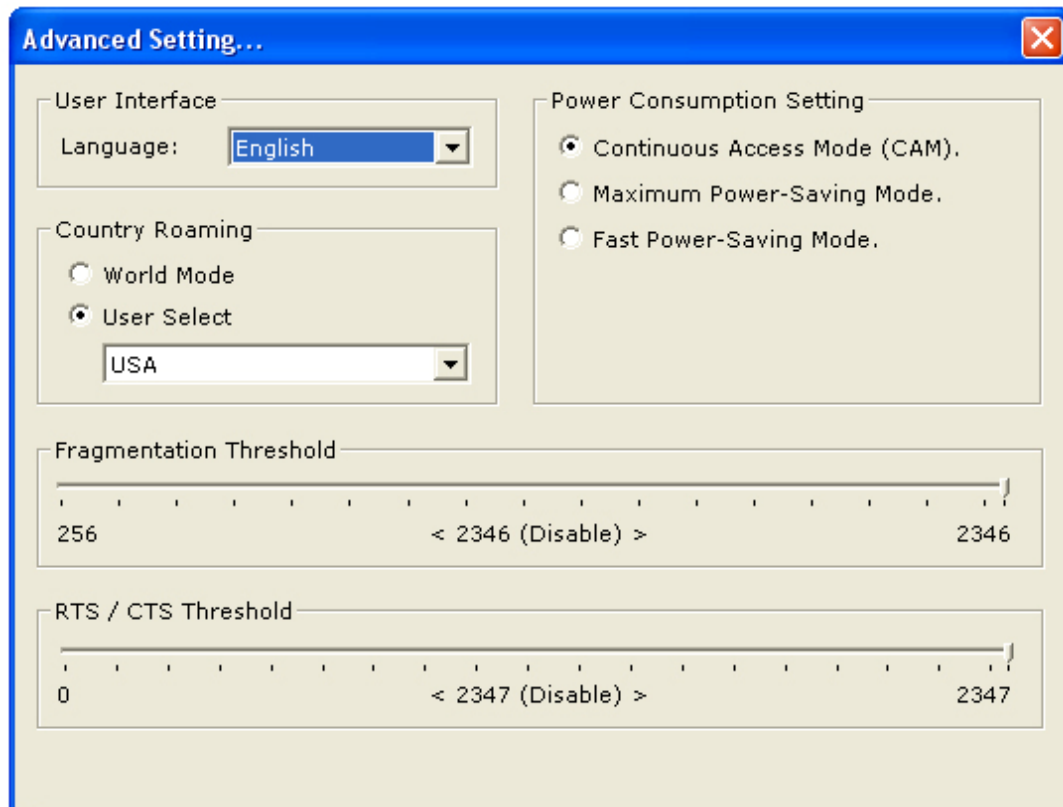 Advanced Setting...
User Interface
Language: English
Country Roaming
World Mode
User Select
USA
Power Consumption Setting
Continuous Access Mode (CAM).
Maximum Power-Saving Mode.
Fast Power-Saving Mode.
Fragmentation Threshold
256 < 2346 (Disable) > 2346
RTS / CTS Threshold
0 < 2347 (Disable) > 2347